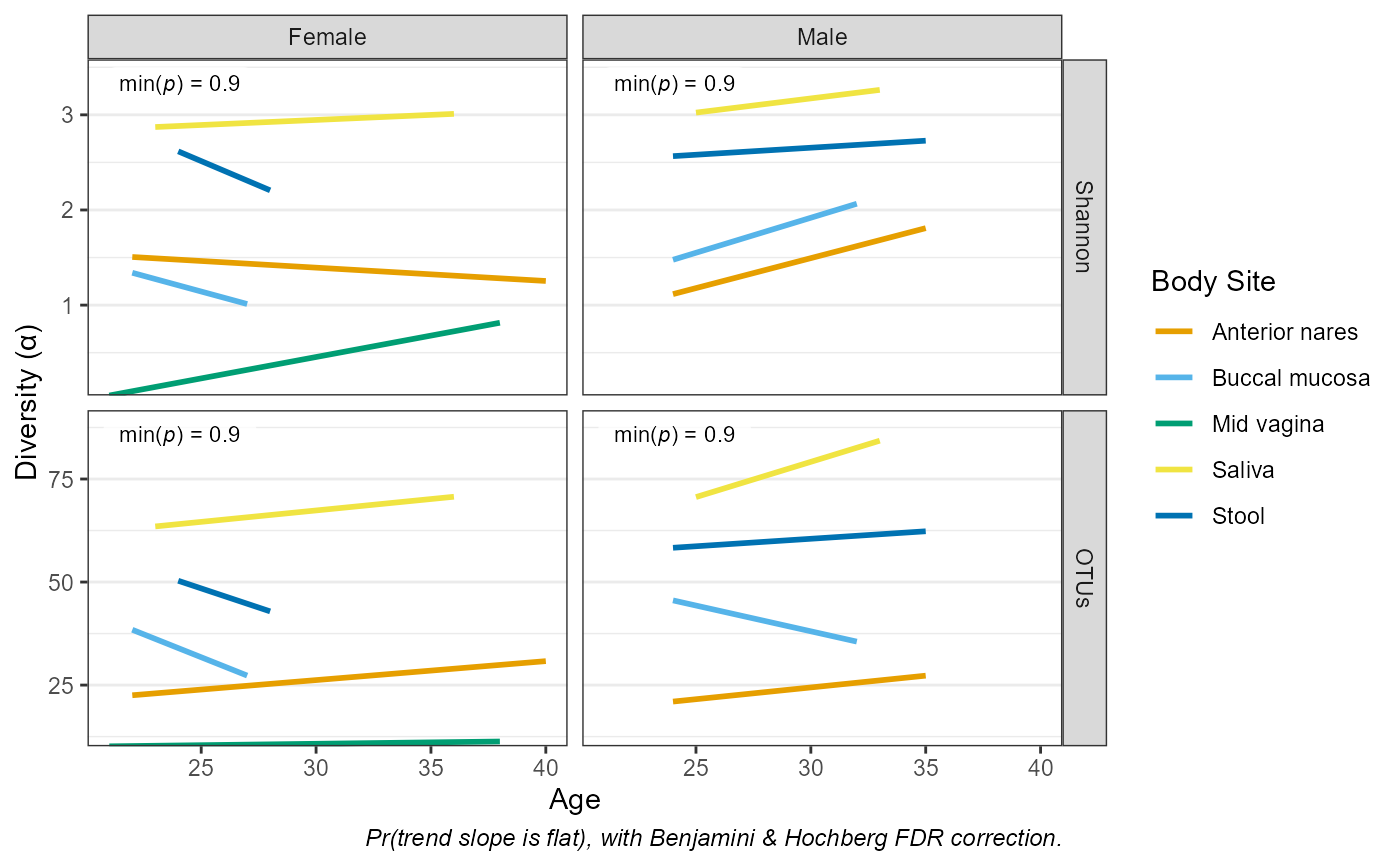 Female
Male
min(p) = 0.9
min(p) = 0.9
3
2
1
Shannon
min(p) = 0.9
min(p) = 0.9
75
50
25
OTUs
Diversity (α)
25
30
35
40
25
30
35
40
Age
Pr(trend slope is flat), with Benjamini & Hochberg FDR correction.
Body Site
Anterior nares
Buccal mucosa
Mid vagina
Saliva
Stool